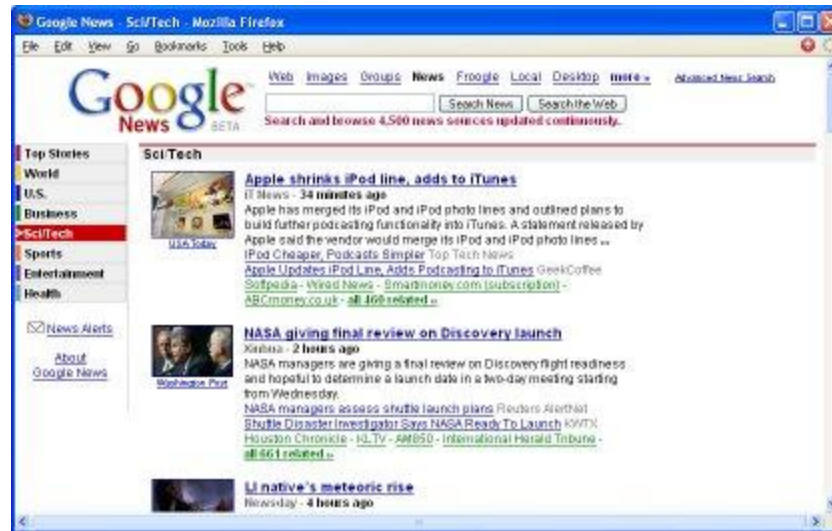 Google News - Sci/Tech - Mozilla Firefox
File Edit View Go Bookmarks Tools Help
Web Images Groups News Froogle Local Desktop more »
Advanced News Search
Google
News BETA
Search News Search the Web
Search and browse 4,500 news sources updated continuously.
Top Stories
World
U.S.
Business
>Sci/Tech
Sports
Entertainment
Health
News Alerts
About
Google News
Sci/Tech
USA Today
Apple shrinks iPod line, adds to iTunes
iT News - 34 minutes ago
Apple has merged its iPod and iPod photo lines and outlined plans to
build further podcasting functionality into iTunes. A statement released by
Apple said the vendor would merge its iPod and iPod photo lines ...
iPod Cheaper, Podcasts Simpler Top Tech News
Apple Updates iPod Line, Adds Podcasting to iTunes GeekCoffee
Softpedia - Wired News - Smartmoney.com (subscription) -
ABCmoney.co.uk - all 460 related »
Washington Post
NASA giving final review on Discovery launch
Xinhua - 2 hours ago
NASA managers are giving a final review on Discovery flight readiness
and hopeful to determine a launch date in a two-day meeting starting
from Wednesday.
NASA managers assess shuttle launch plans Reuters AlertNet
Shuttle Disaster Investigator Says NASA Ready To Launch KWTX
Houston Chronicle - KLTV - AM850 - International Herald Tribune -
all 661 related »
LI native's meteoric rise
Newsday - 4 hours ago